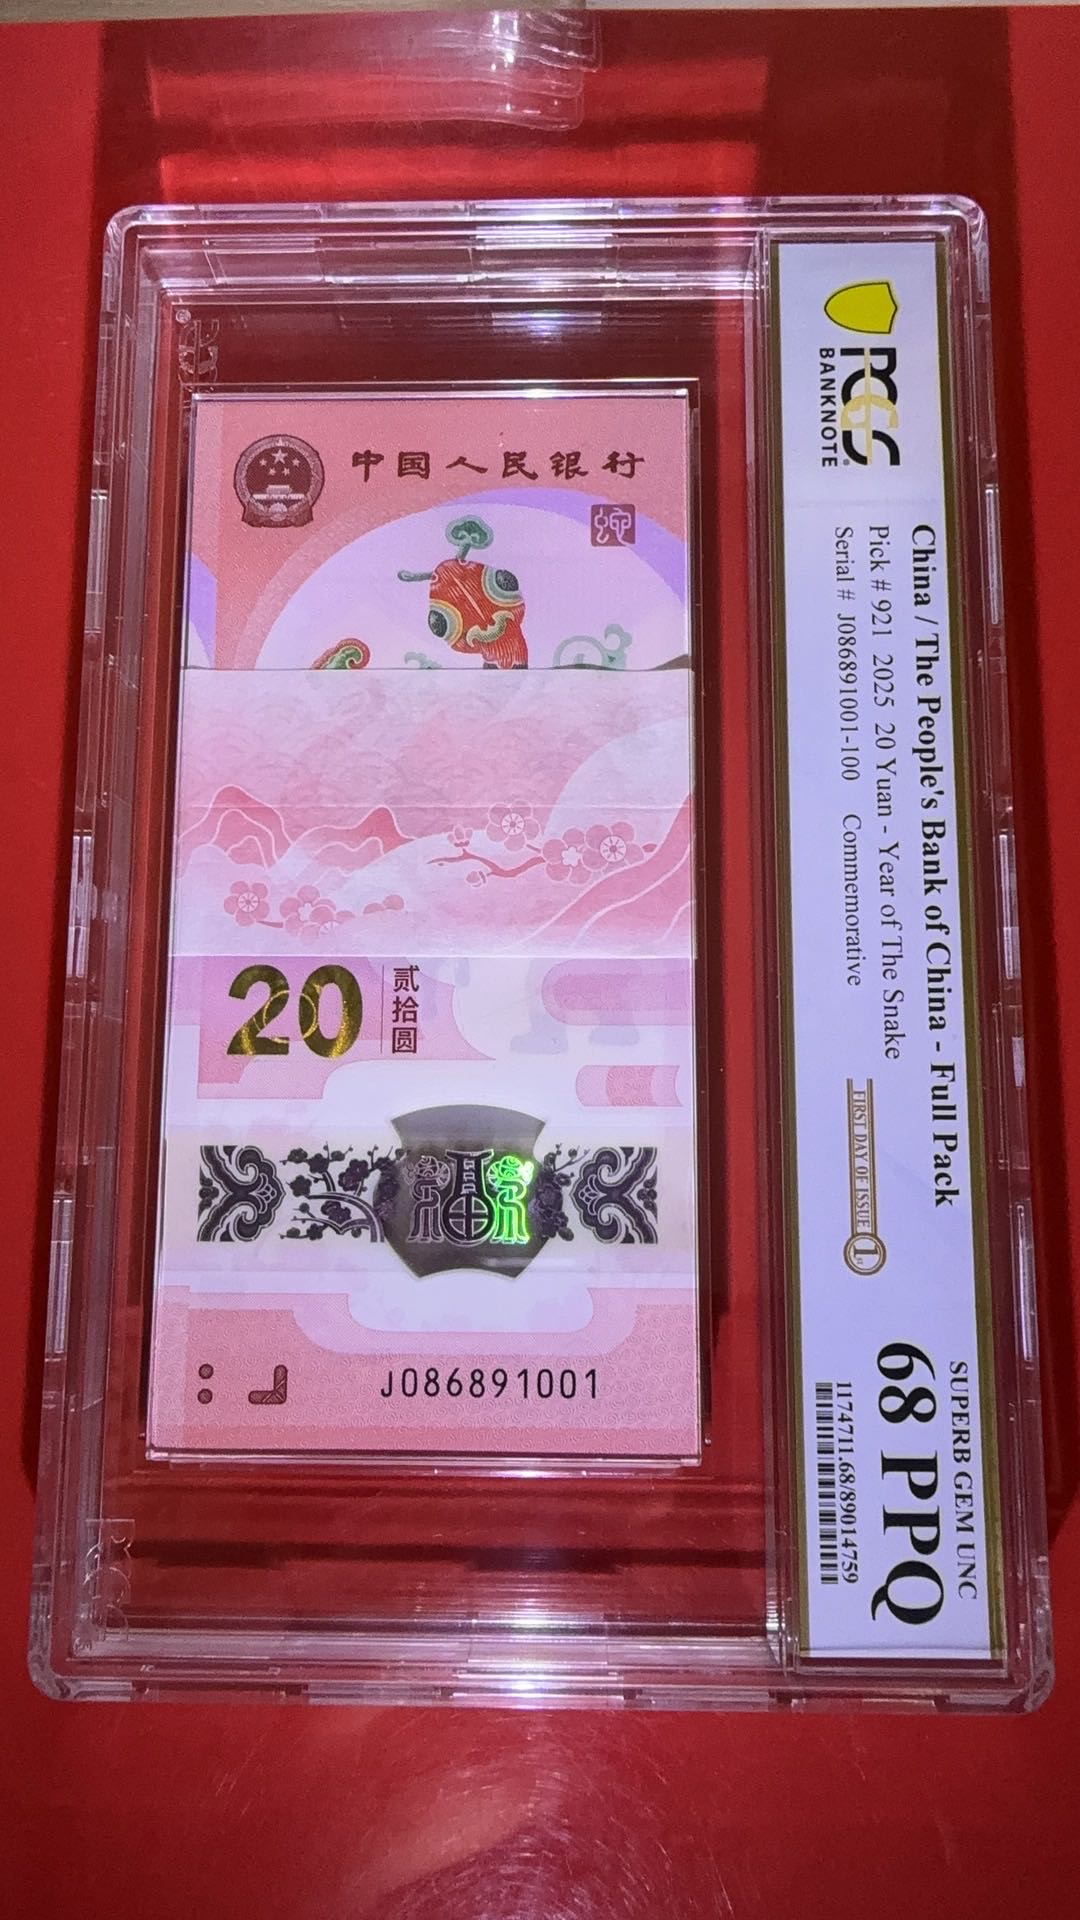 PCGS
BANKNOTE
China / The People's Bank of China - Full Pack
Pick # 921 2025 20 Yuan - Year of The Snake
Serial # J086891001-100 Commemorative
FIRST DAY OF ISSUE 1st
SUPERB GEM UNC
68 PPQ
1174711.68/89014759
中国人民银行
蛇
20
贰拾圆
福
J086891001